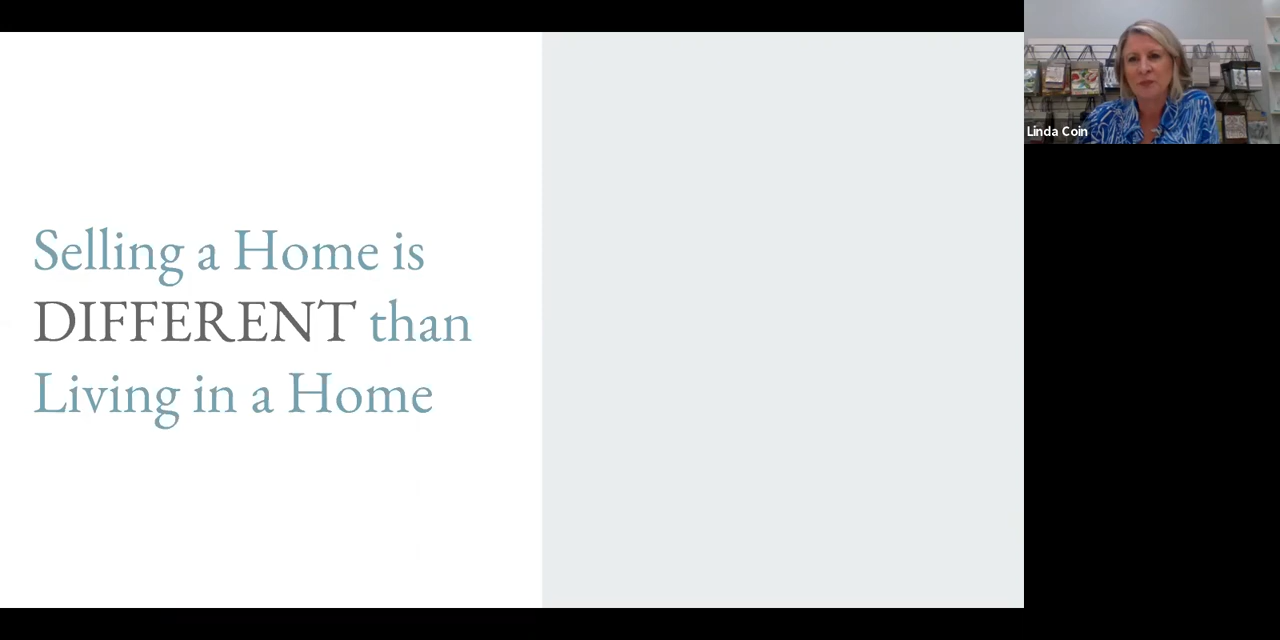 Selling a Home is
DIFFERENT than
Living in a Home
Linda Coin